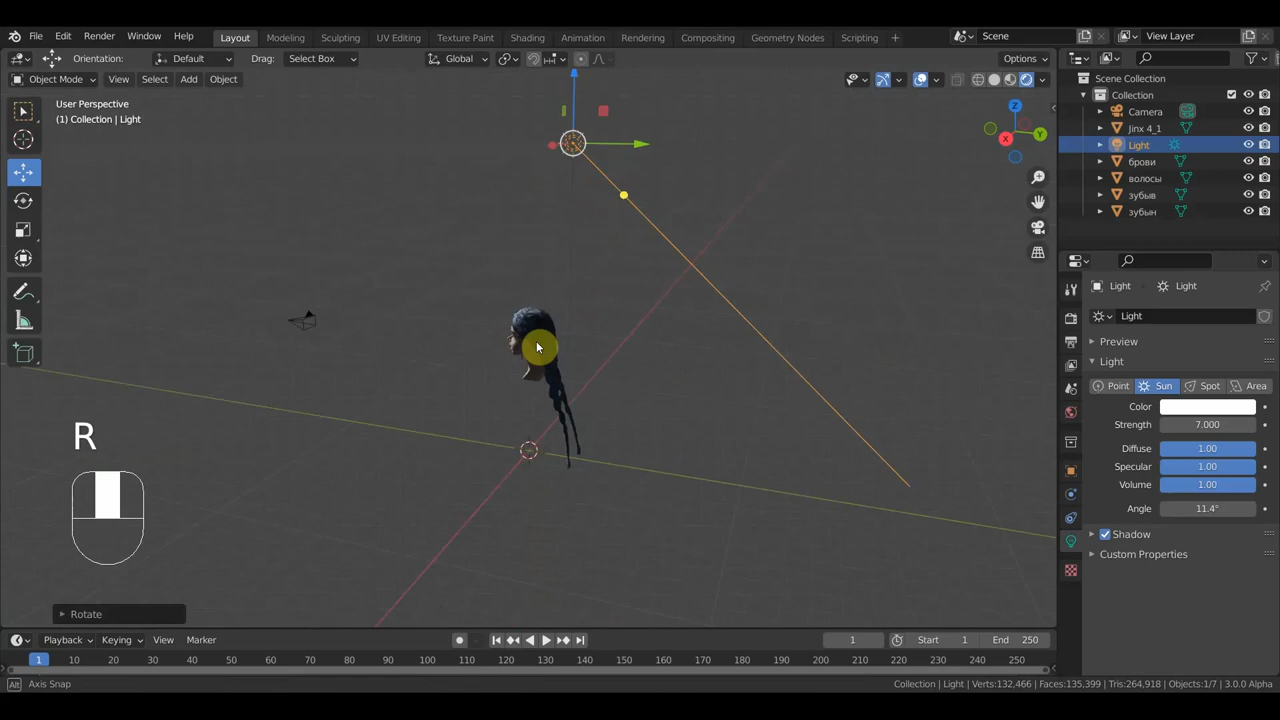 File Edit Render Window Help Layout Modeling Sculpting UV Editing Texture Paint Shading Animation Rendering Compositing Geometry Nodes Scripting + Scene View Layer
Orientation: Default Drag: Select Box Global Options
Object Mode View Select Add Object
User Perspective
(1) Collection | Light
Z
Y
X
Scene Collection
Collection
Camera
Jinx 4_1
Light
брови
волосы
зубыв
зубын
Light Light
Light
Preview
Light
Point Sun Spot Area
Color
Strength 7.000
Diffuse 1.00
Specular 1.00
Volume 1.00
Angle 11.4°
Shadow
Custom Properties
R
Rotate
Playback Keying View Marker 1 Start 1 End 250
1 10 20 30 40 50 60 70 80 90 100 110 120 130 140 150 160 170 180 190 200 210 220 230 240 250
Alt Axis Snap Collection | Light | Verts:132,466 | Faces:135,399 | Tris:264,918 | Objects:1/7 | 3.0.0 Alpha